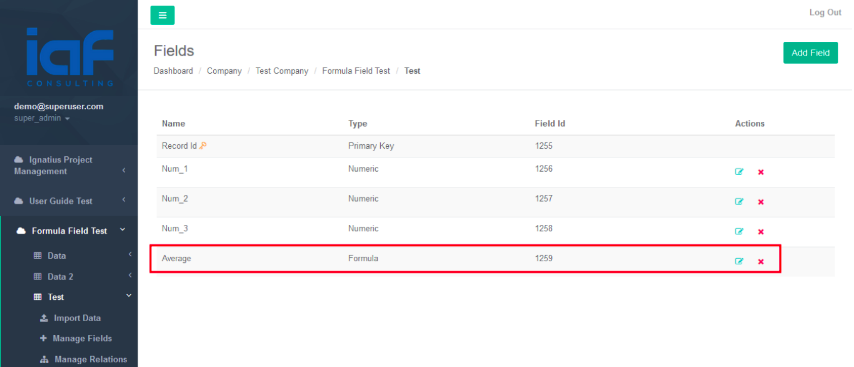 Log Out
iaf
CONSULTING
Fields
Add Field
Dashboard / Company / Test Company / Formula Field Test / Test
demo@superuser.com
super_admin
Name Type Field Id Actions
Record Id Primary Key 1255
Num_1 Numeric 1256
Num_2 Numeric 1257
Num_3 Numeric 1258
Average Formula 1259
Ignatius Project
Management
User Guide Test
Formula Field Test
Data
Data 2
Test
Import Data
Manage Fields
Manage Relations